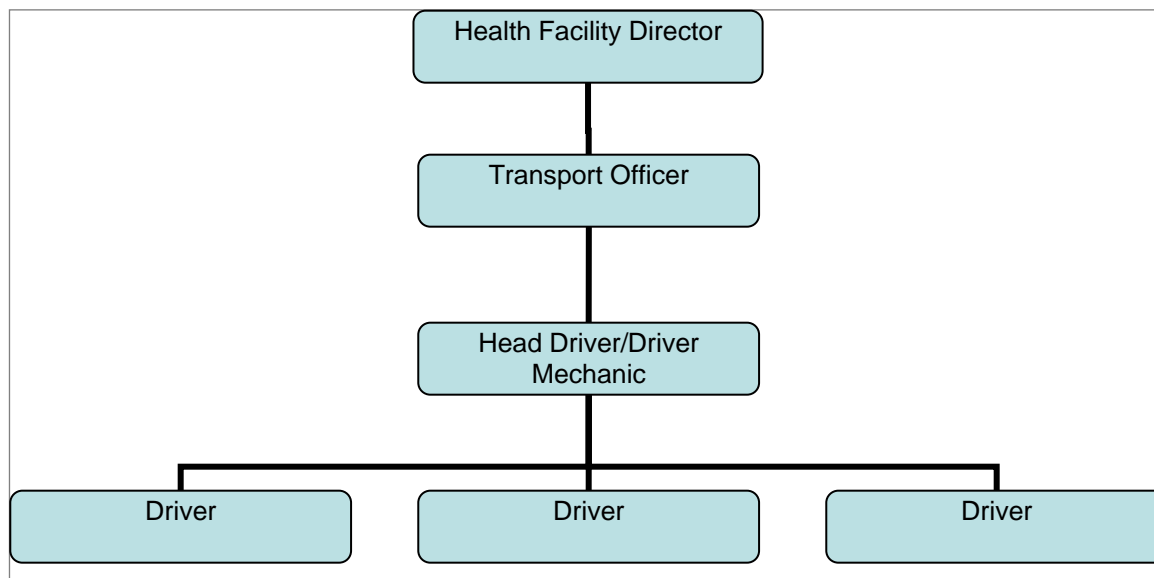 Health Facility Director
Transport Officer
Head Driver/Driver
Mechanic
Driver
Driver
Driver